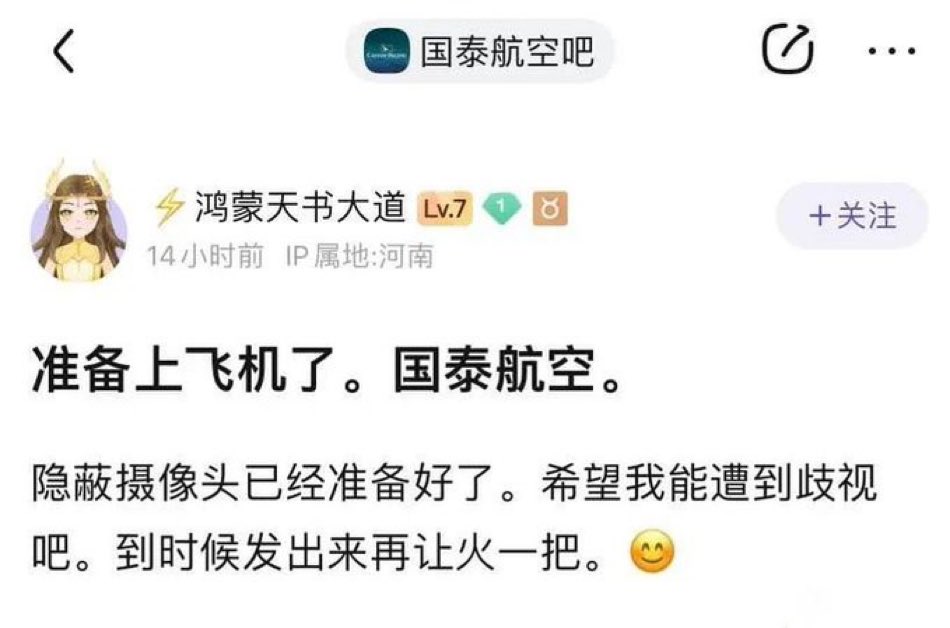 国泰航空吧
鸿蒙天书大道 Lv.7 1
14小时前 IP属地:河南
+关注
准备上飞机了。国泰航空。
隐蔽摄像头已经准备好了。希望我能遭到歧视
吧。到时候发出来再让火一把。